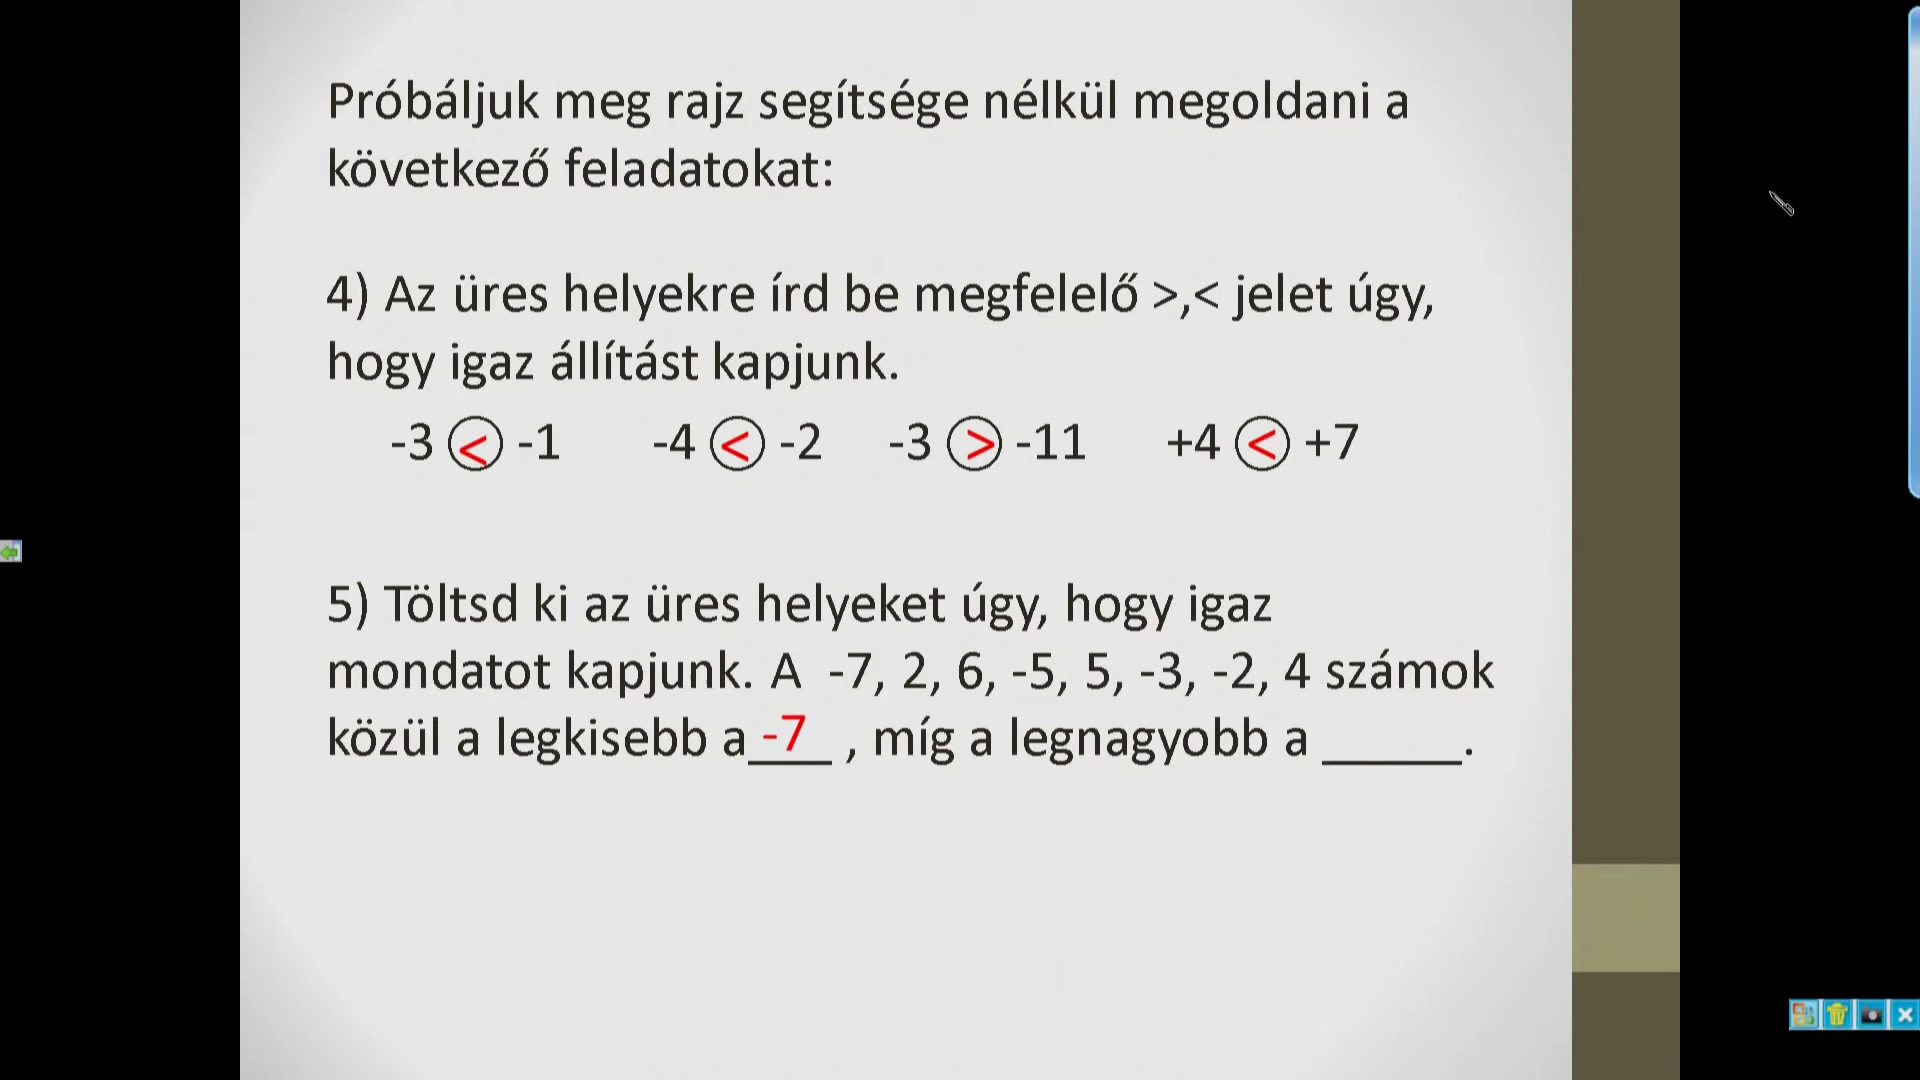 Próbáljuk meg rajz segítsége nélkül megoldani a
következő feladatokat:
4) Az üres helyekre írd be megfelelő >,< jelet úgy,
hogy igaz állítást kapjunk.
-3 < -1 -4 < -2 -3 > -11 +4 < +7
5) Töltsd ki az üres helyeket úgy, hogy igaz
mondatot kapjunk. A -7, 2, 6, -5, 5, -3, -2, 4 számok
közül a legkisebb a -7 , míg a legnagyobb a ______.